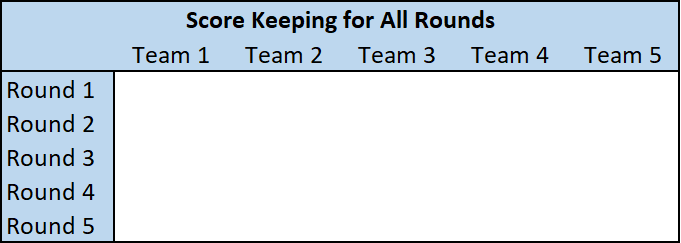 Score Keeping for All Rounds
Team 1 Team 2 Team 3 Team 4 Team 5
Round 1
Round 2
Round 3
Round 4
Round 5